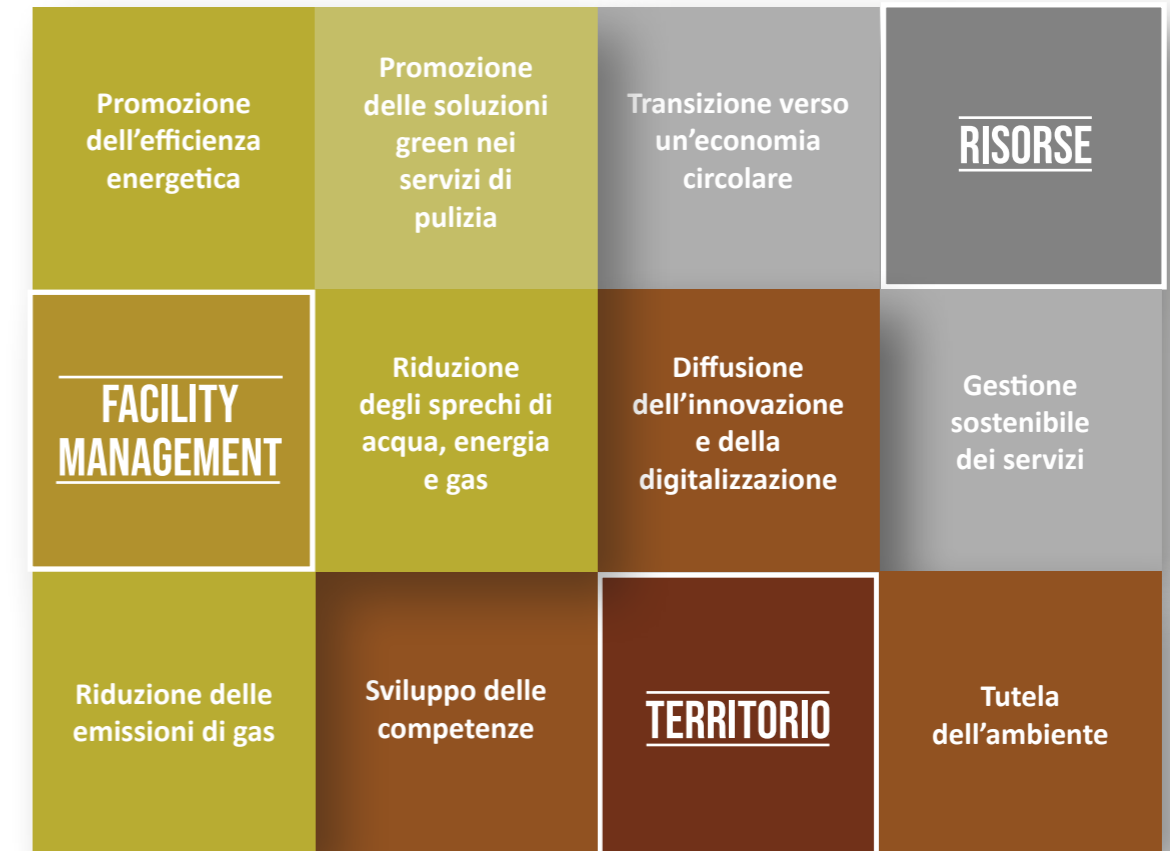 Promozione
dell’efficienza
energetica
Promozione
delle soluzioni
green nei
servizi di
pulizia
Transizione verso
un’economia
circolare
RISORSE
FACILITY
MANAGEMENT
Riduzione
degli sprechi di
acqua, energia
e gas
Diffusione
dell’innovazione
e della
digitalizzazione
Gestione
sostenibile
dei servizi
Riduzione delle
emissioni di gas
Sviluppo delle
competenze
TERRITORIO
Tutela
dell’ambiente